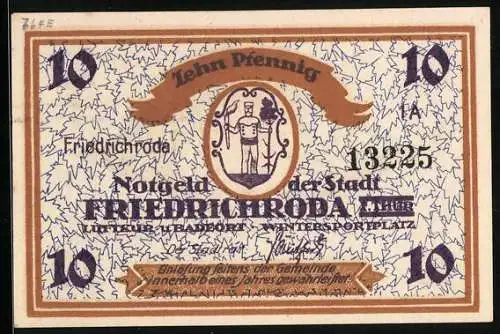 764E
Zehn Pfennig
10 10
1A
Friedrichroda
13225
Notgeld der Stadt
FRIEDRICHRODA I. THÜR.
LUFTKUR- U. BADEORT - WINTERSPORTPLATZ
Der Stadtrat
10 10
Einlösung seitens der Gemeinde
innerhalb eines Jahres gewährleistet.